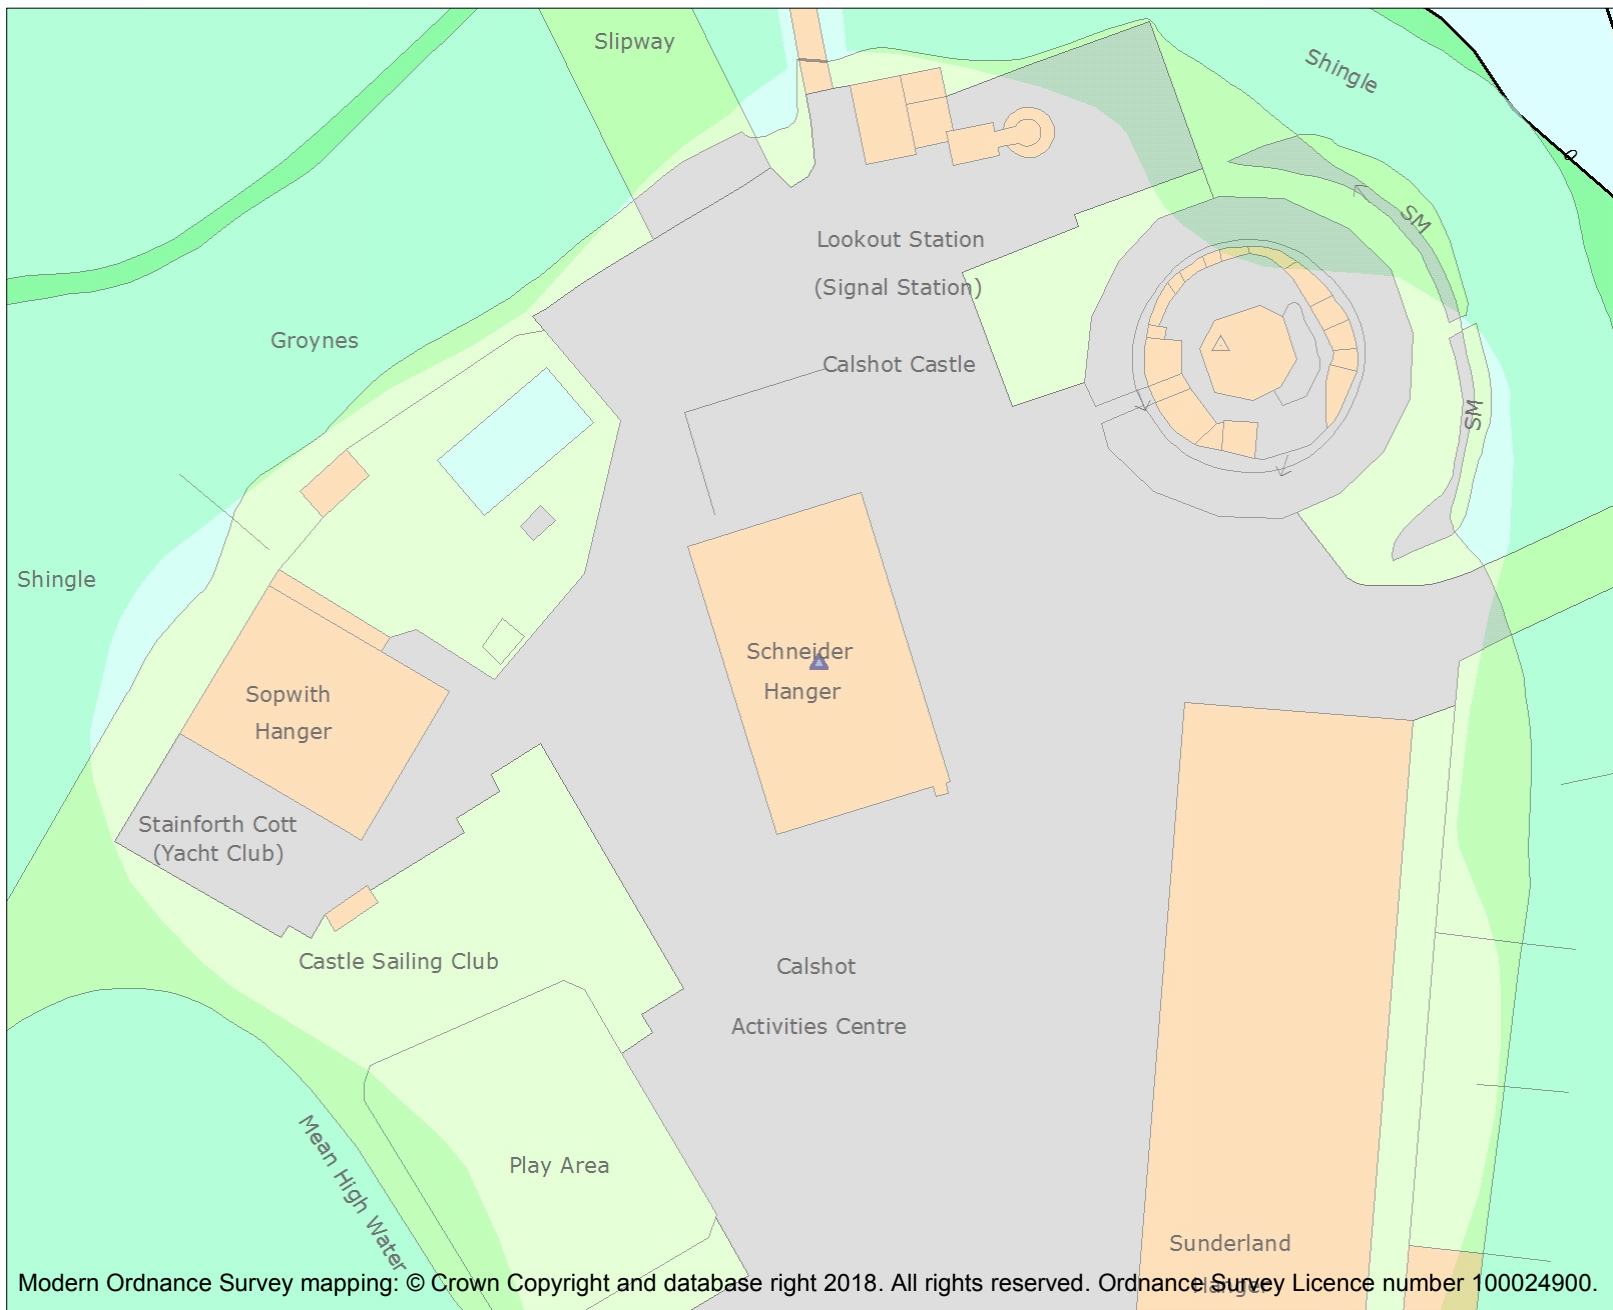 Slipway
Shingle
SM
Lookout Station
(Signal Station)
Groynes
Calshot Castle
SM
Shingle
Schneider
Hanger
Sopwith
Hanger
Stainforth Cott
(Yacht Club)
Castle Sailing Club
Calshot
Activities Centre
Mean High Water
Play Area
Sunderland
Hanger
Modern Ordnance Survey mapping: © Crown Copyright and database right 2018. All rights reserved. Ordnance Survey Licence number 100024900.